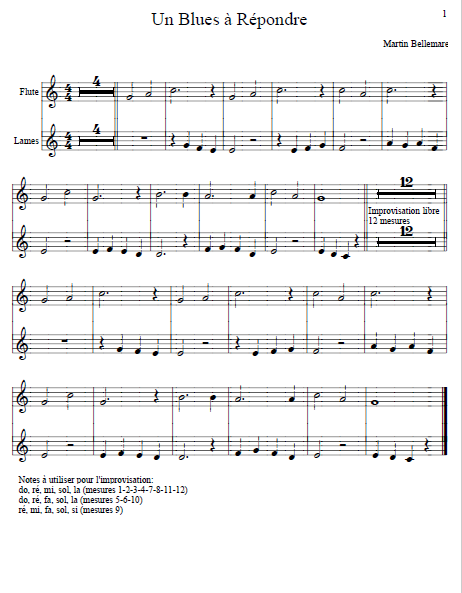 1
Un Blues à Répondre
Martin Bellemare
Flute
4
Lames
4
12
Improvisation libre
12 mesures
12
Notes à utiliser pour l'improvisation:
do, ré, mi, sol, la (mesures 1-2-3-4-7-8-11-12)
do, ré, fa, sol, la (mesures 5-6-10)
ré, mi, fa, sol, si (mesures 9)